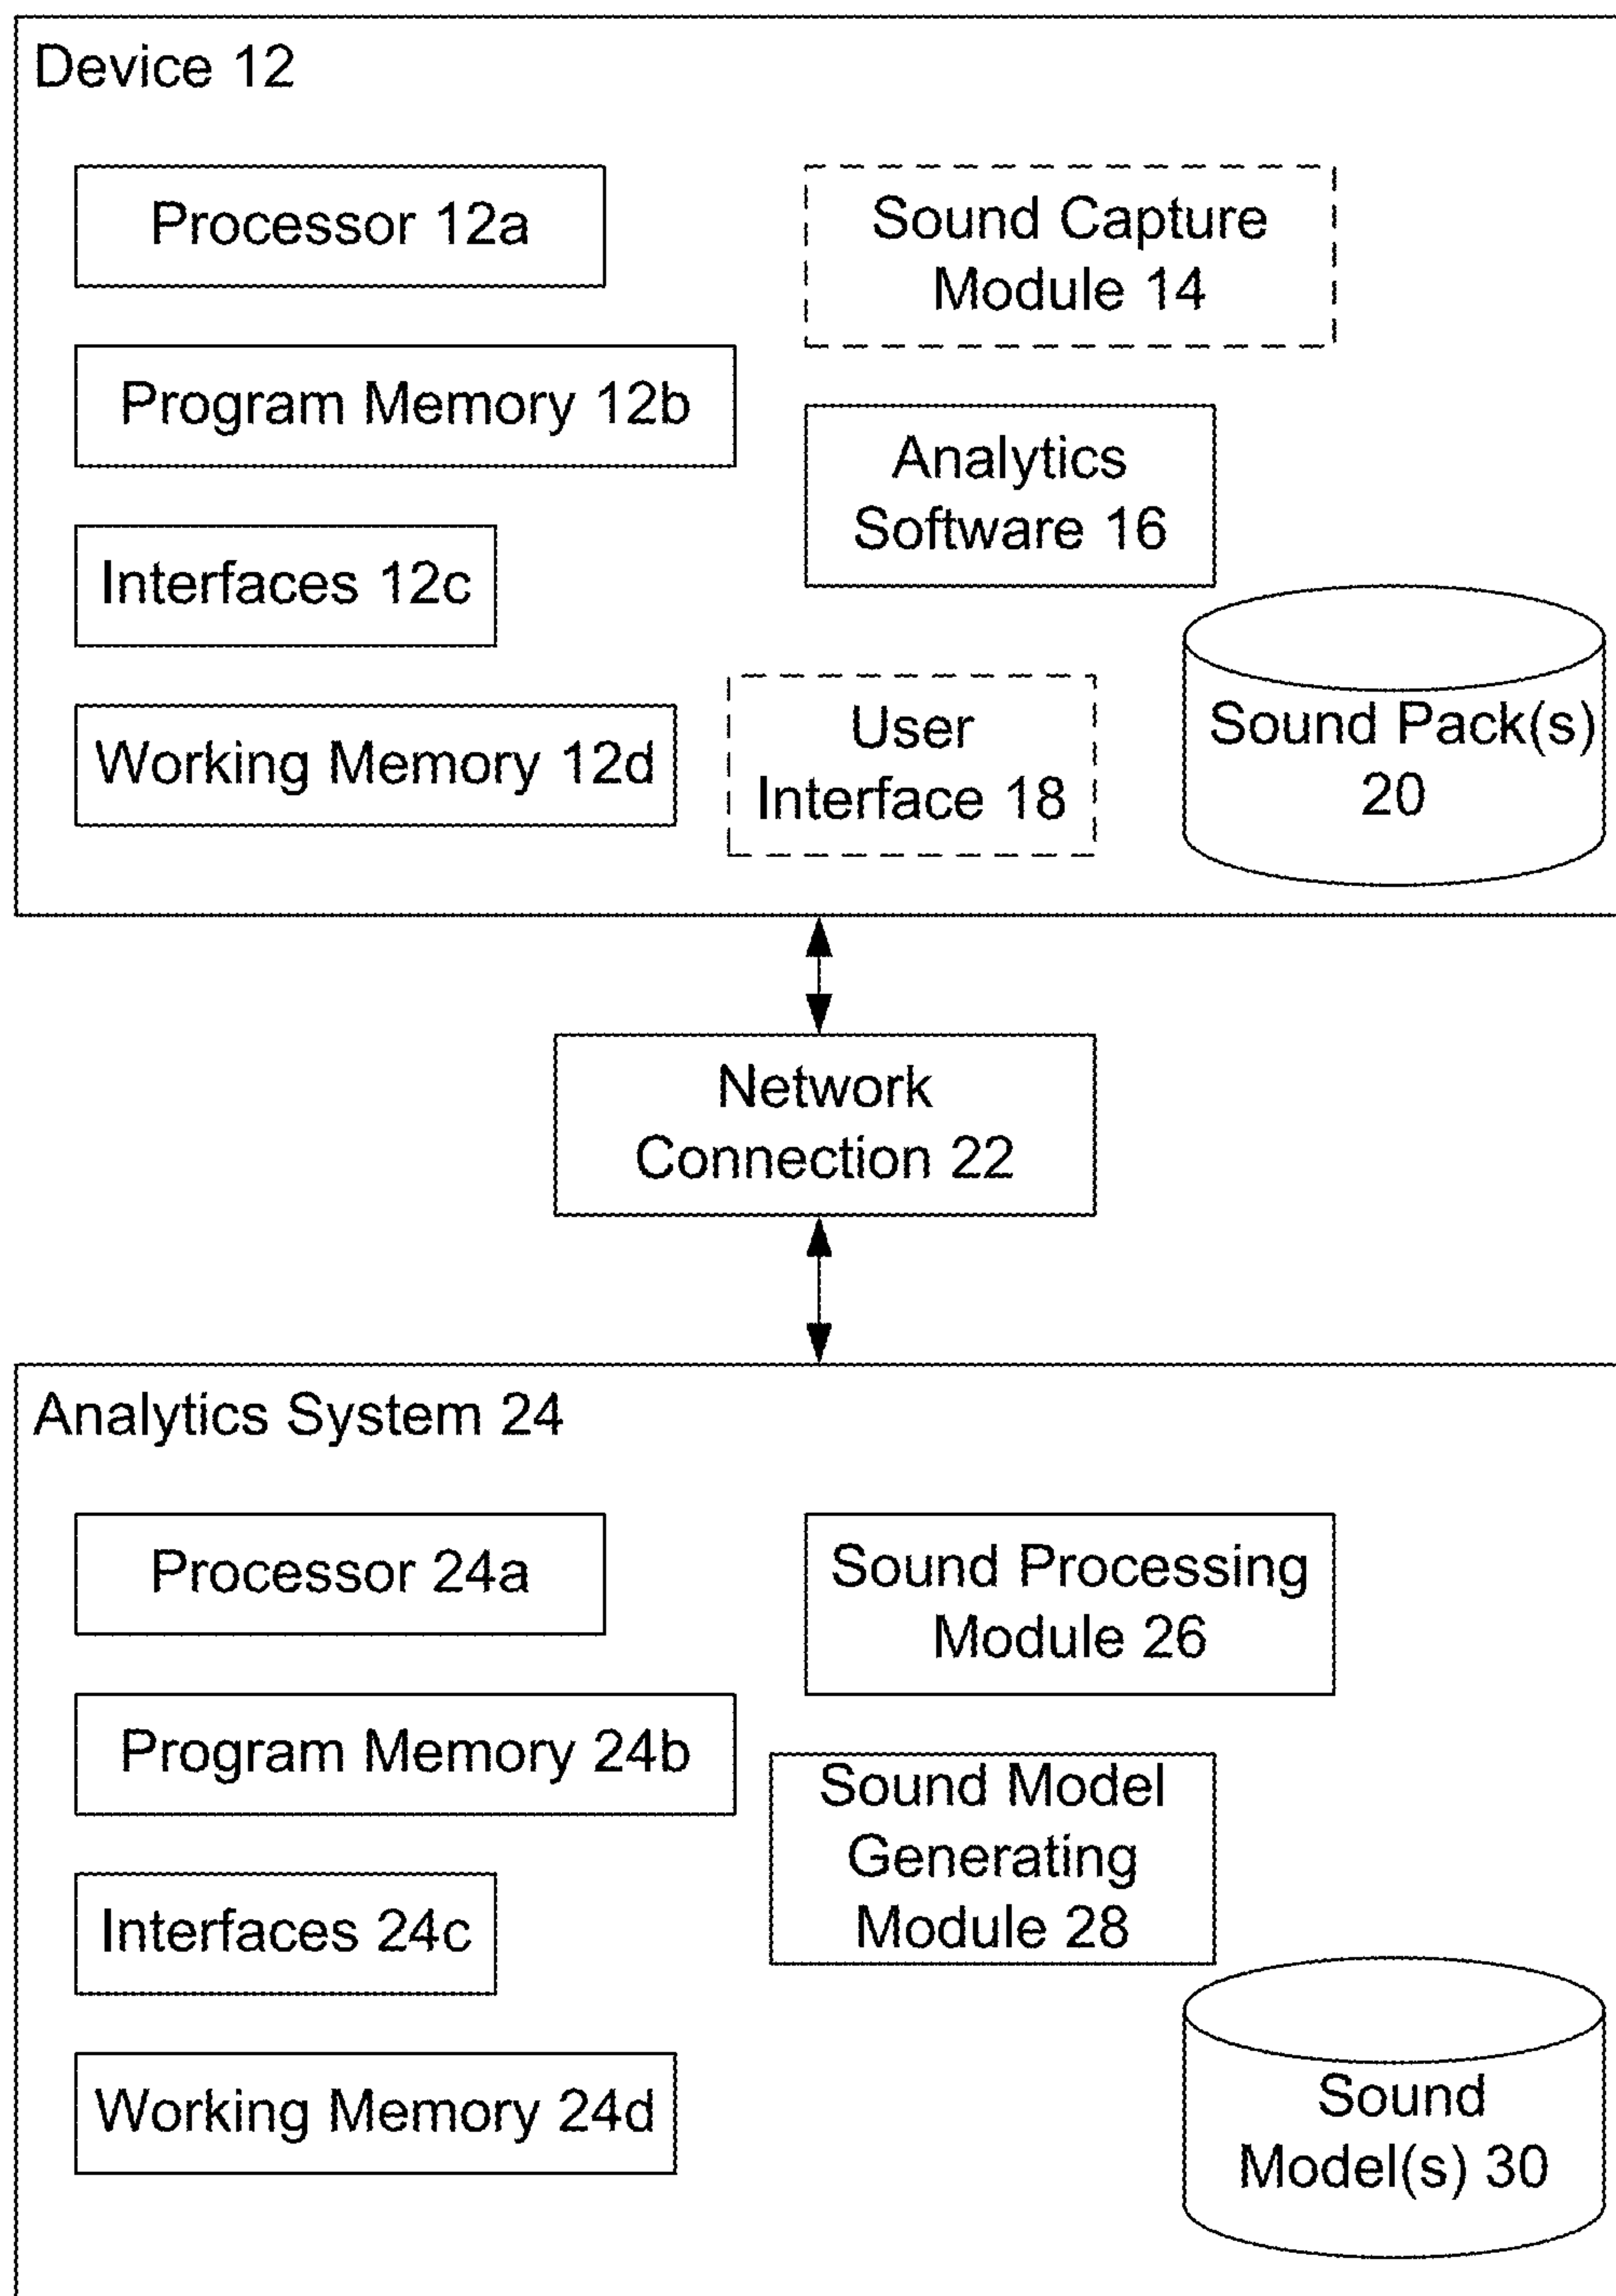 Device 12
Processor 12a
Sound Capture
Module 14
Program Memory 12b
Analytics
Software 16
Interfaces 12c
Working Memory 12d
User
Interface 18
Sound Pack(s)
20
Network
Connection 22
Analytics System 24
Processor 24a
Sound Processing
Module 26
Program Memory 24b
Sound Model
Generating
Module 28
Interfaces 24c
Working Memory 24d
Sound
Model(s) 30